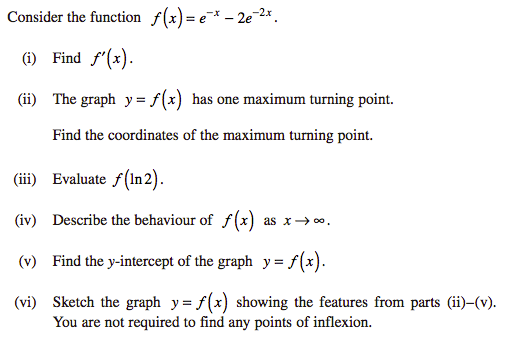 Consider the function f(x) = e⁻ˣ – 2e⁻²ˣ.
(i) Find f′(x).
(ii) The graph y = f(x) has one maximum turning point.
Find the coordinates of the maximum turning point.
(iii) Evaluate f(ln 2).
(iv) Describe the behaviour of f(x) as x → ∞.
(v) Find the y-intercept of the graph y = f(x).
(vi) Sketch the graph y = f(x) showing the features from parts (ii)–(v).
You are not required to find any points of inflexion.